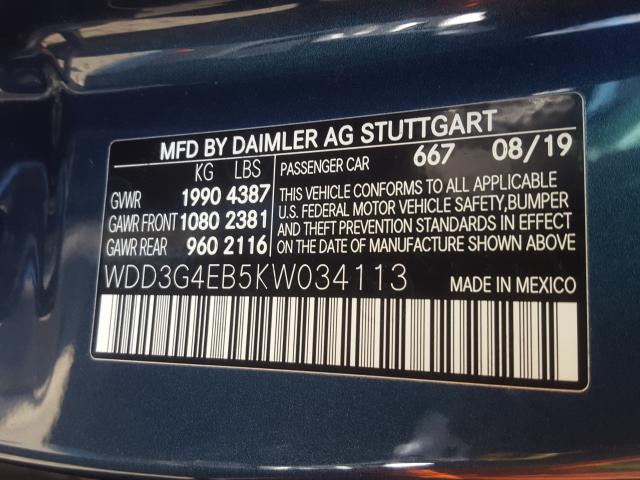 MFD BY DAIMLER AG STUTTGART
KG LBS
GVWR 1990 4387
GAWR FRONT 1080 2381
GAWR REAR 960 2116
PASSENGER CAR 667 08/19
THIS VEHICLE CONFORMS TO ALL APPLICABLE
U.S. FEDERAL MOTOR VEHICLE SAFETY,BUMPER
AND THEFT PREVENTION STANDARDS IN EFFECT
ON THE DATE OF MANUFACTURE SHOWN ABOVE
WDD3G4EB5KW034113
MADE IN MEXICO